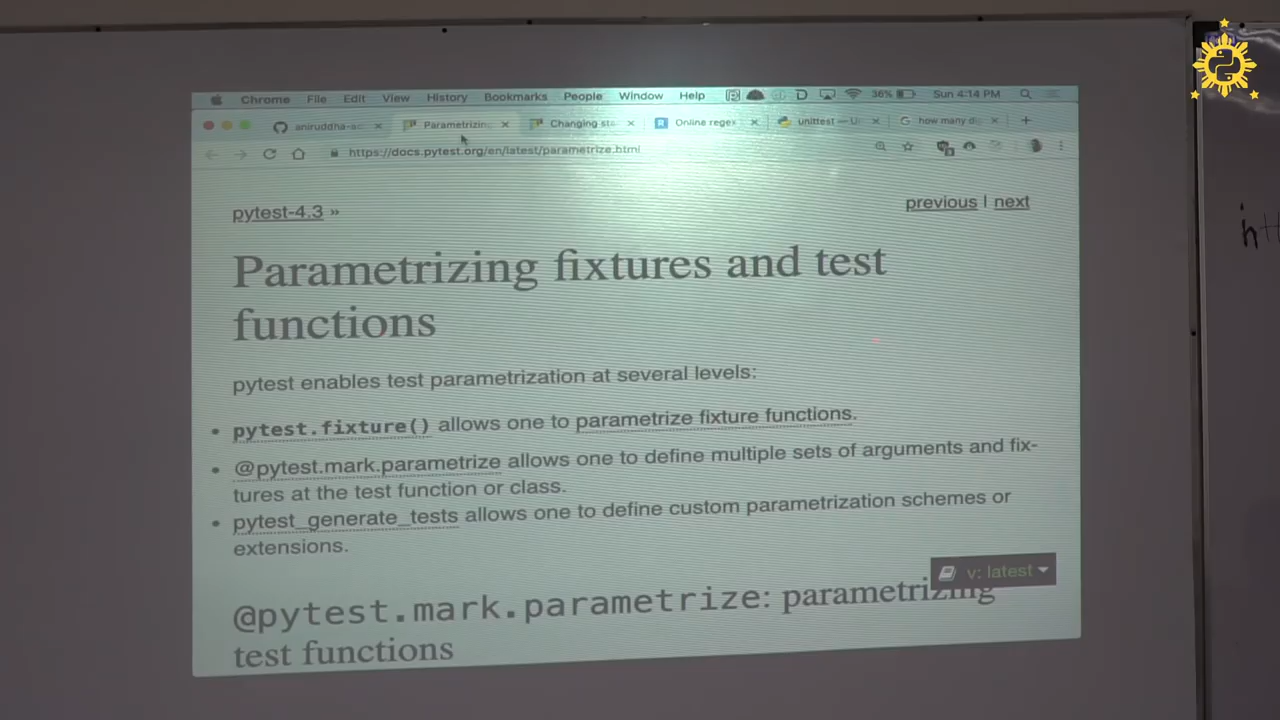 Chrome File Edit View History Bookmarks People Window Help 36% Sun 4:14 PM
aniruddha-ac Parametrizin Changing sta Online regex unittest — U how many d
https://docs.pytest.org/en/latest/parametrize.html
pytest-4.3 » previous | next
Parametrizing fixtures and test
functions
pytest enables test parametrization at several levels:
• pytest.fixture() allows one to parametrize fixture functions.
• @pytest.mark.parametrize allows one to define multiple sets of arguments and fix-
tures at the test function or class.
• pytest_generate_tests allows one to define custom parametrization schemes or
extensions.
v: latest
@pytest.mark.parametrize: parametrizing
test functions